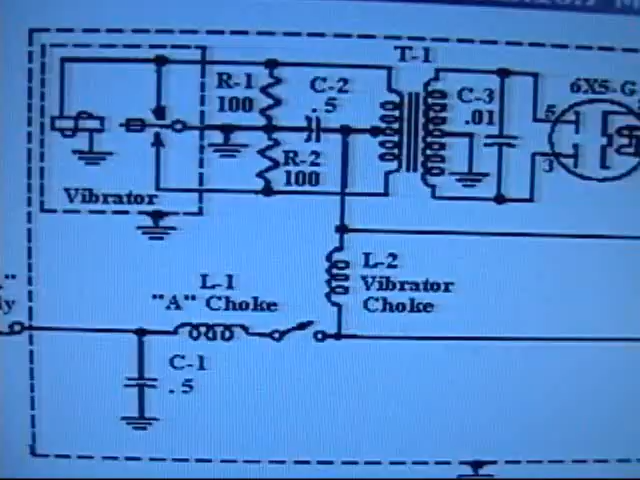 T-1
R-1
100
C-2
.5
C-3
.01
6X5-G
5
3
R-2
100
Vibrator
L-1
"A" Choke
L-2
Vibrator
Choke
C-1
.5